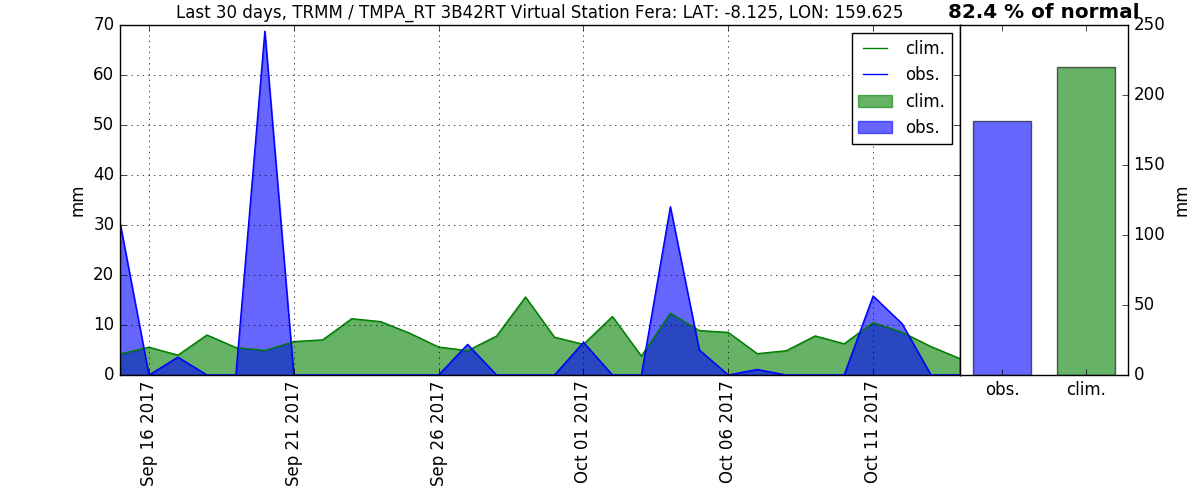 Last 30 days, TRMM / TMPA_RT 3B42RT Virtual Station Fera: LAT: -8.125, LON: 159.625
82.4 % of normal
70
60
50
40
30
20
10
0
mm
clim.
obs.
clim.
obs.
Sep 16 2017
Sep 21 2017
Sep 26 2017
Oct 01 2017
Oct 06 2017
Oct 11 2017
250
200
150
100
50
0
mm
obs.
clim.